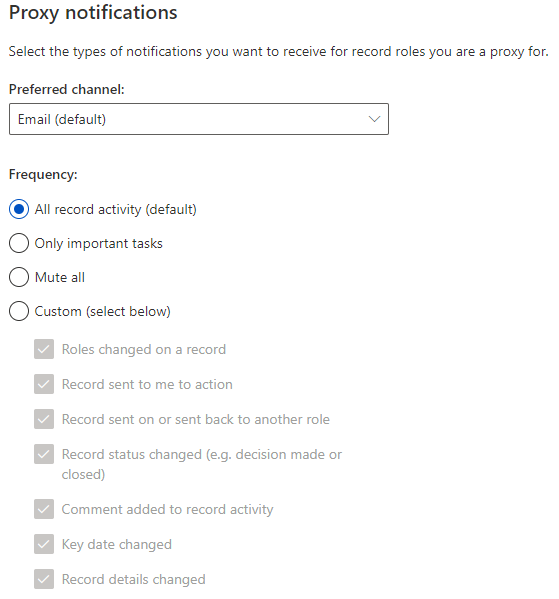 Proxy notifications
Select the types of notifications you want to receive for record roles you are a proxy for.
Preferred channel:
Email (default)
Frequency:
All record activity (default)
Only important tasks
Mute all
Custom (select below)
Roles changed on a record
Record sent to me to action
Record sent on or sent back to another role
Record status changed (e.g. decision made or
closed)
Comment added to record activity
Key date changed
Record details changed